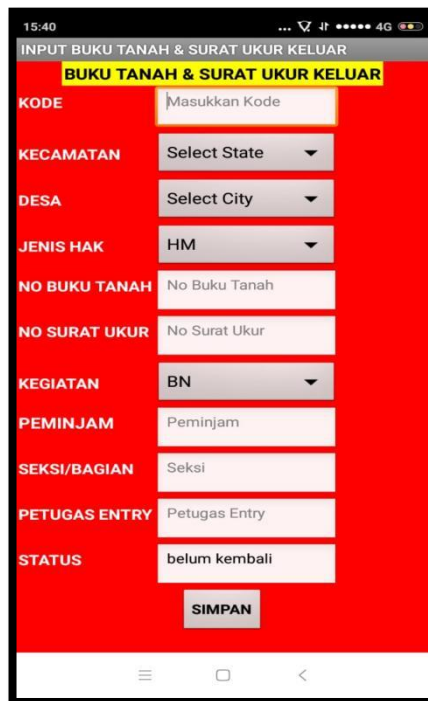 15:40 ... 4G
INPUT BUKU TANAH & SURAT UKUR KELUAR
BUKU TANAH & SURAT UKUR KELUAR
KODE Masukkan Kode
KECAMATAN Select State
DESA Select City
JENIS HAK HM
NO BUKU TANAH No Buku Tanah
NO SURAT UKUR No Surat Ukur
KEGIATAN BN
PEMINJAM Peminjam
SEKSI/BAGIAN Seksi
PETUGAS ENTRY Petugas Entry
STATUS belum kembali
SIMPAN